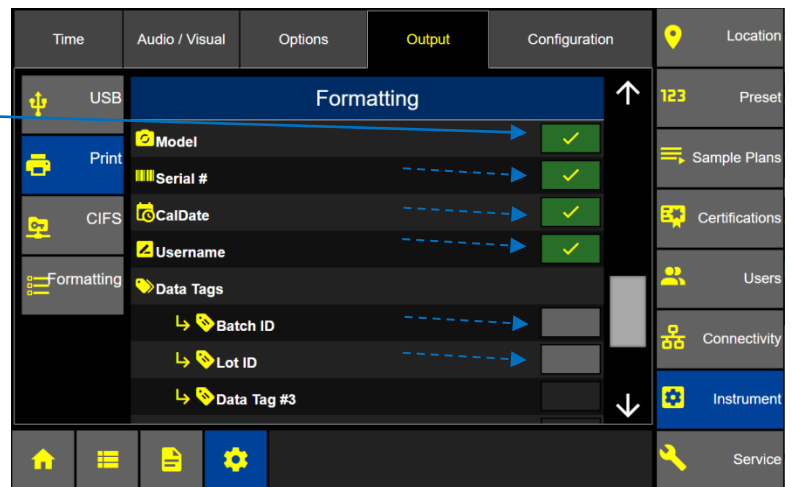 Time
Audio / Visual
Options
Output
Configuration
Location
USB
Formatting
123 Preset
Model
Print
Serial #
Sample Plans
CalDate
CIFS
Certifications
Username
Formatting
Data Tags
Users
Batch ID
Connectivity
Lot ID
Data Tag #3
Instrument
Service